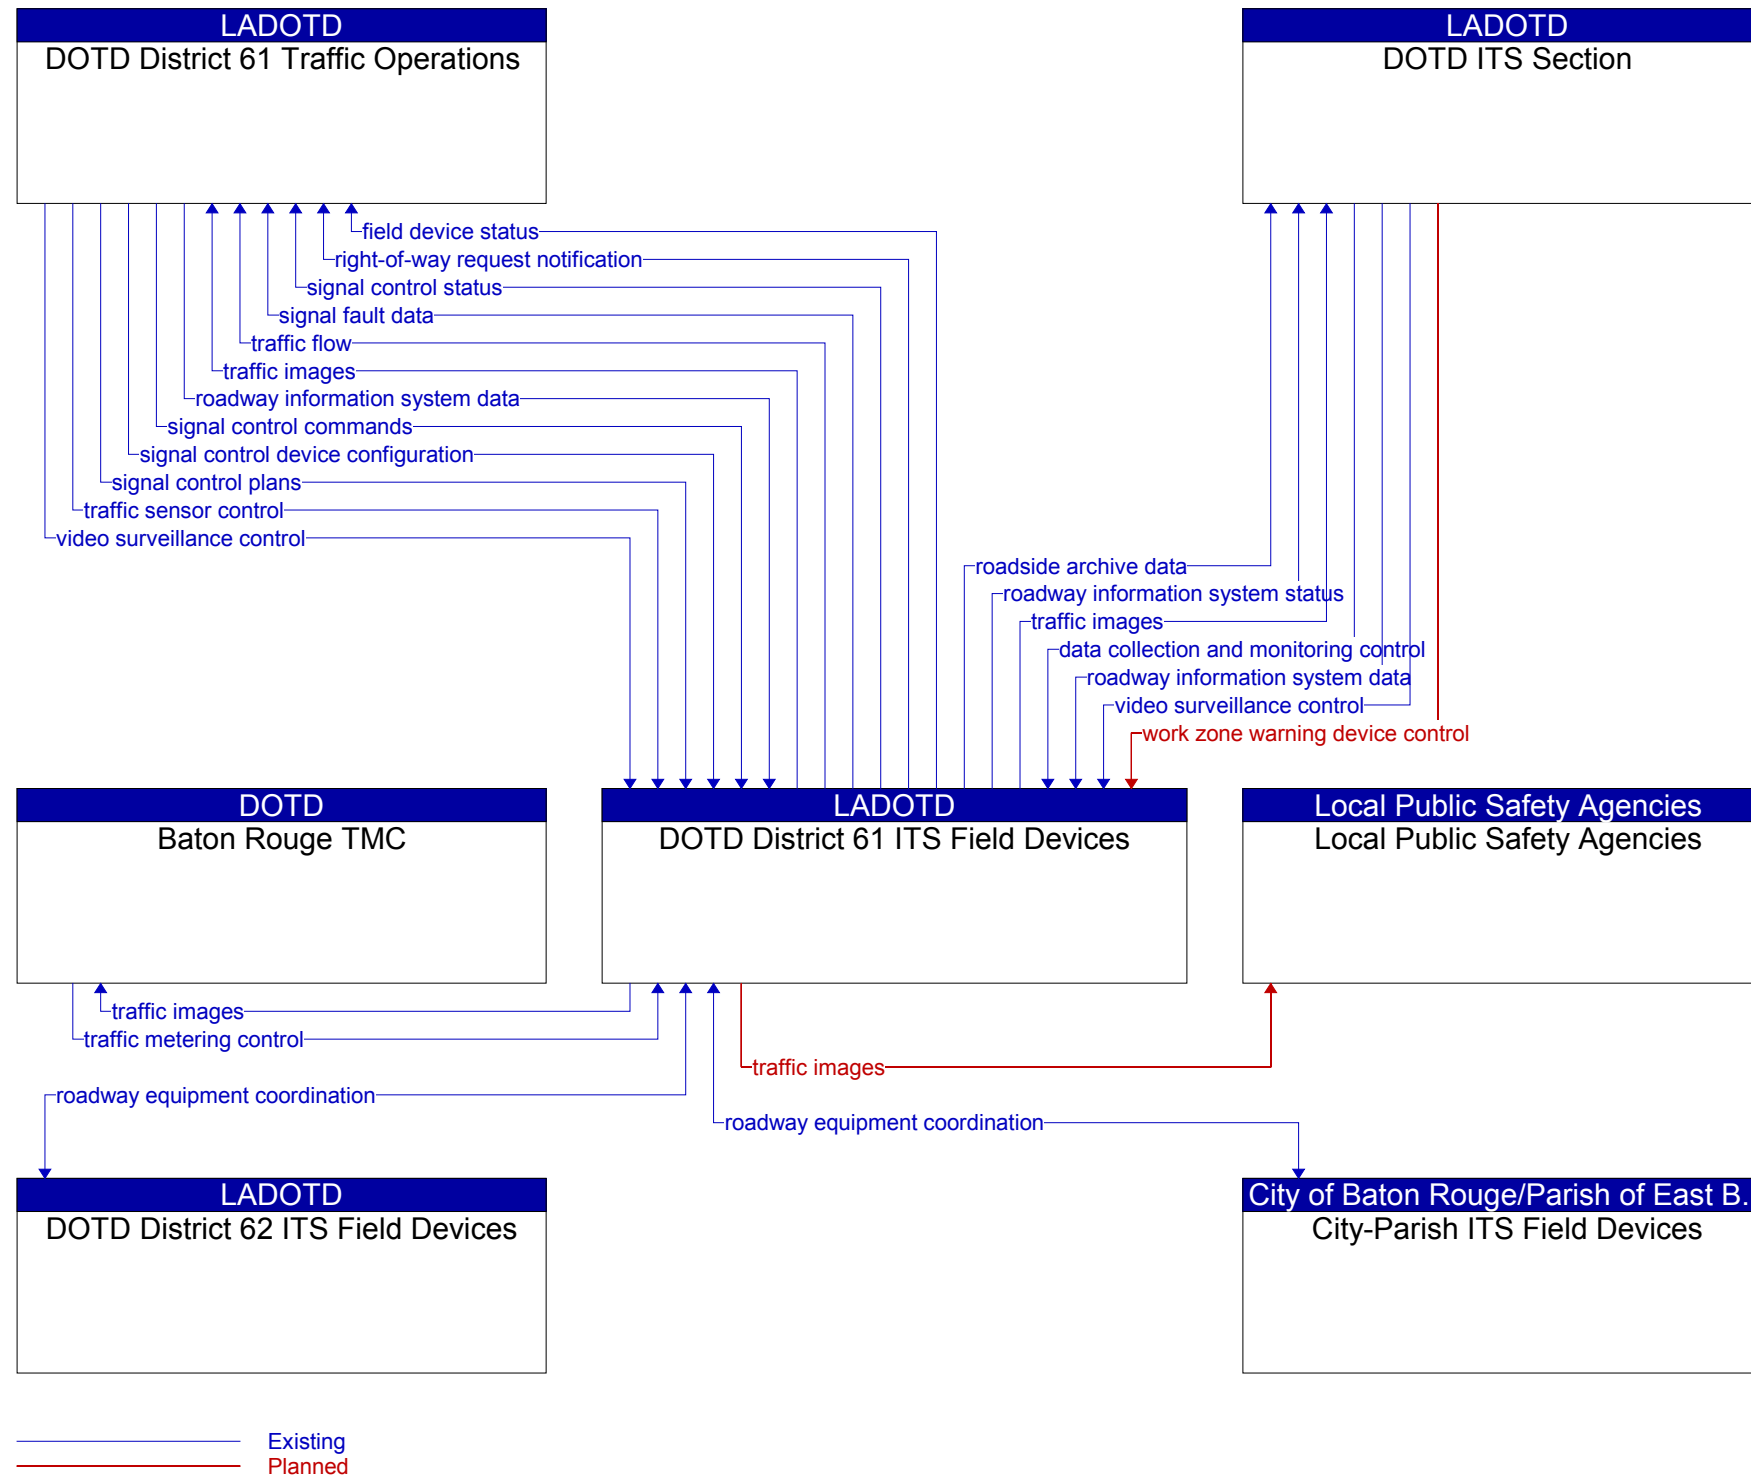 LADOTD
DOTD District 61 Traffic Operations
LADOTD
DOTD ITS Section
field device status
right-of-way request notification
signal control status
signal fault data
traffic flow
traffic images
roadway information system data
signal control commands
signal control device configuration
signal control plans
traffic sensor control
video surveillance control
roadside archive data
roadway information system status
traffic images
data collection and monitoring control
roadway information system data
video surveillance control
work zone warning device control
DOTD
Baton Rouge TMC
LADOTD
DOTD District 61 ITS Field Devices
Local Public Safety Agencies
Local Public Safety Agencies
traffic images
traffic metering control
traffic images
roadway equipment coordination
roadway equipment coordination
LADOTD
DOTD District 62 ITS Field Devices
City of Baton Rouge/Parish of East B.
City-Parish ITS Field Devices
Existing
Planned